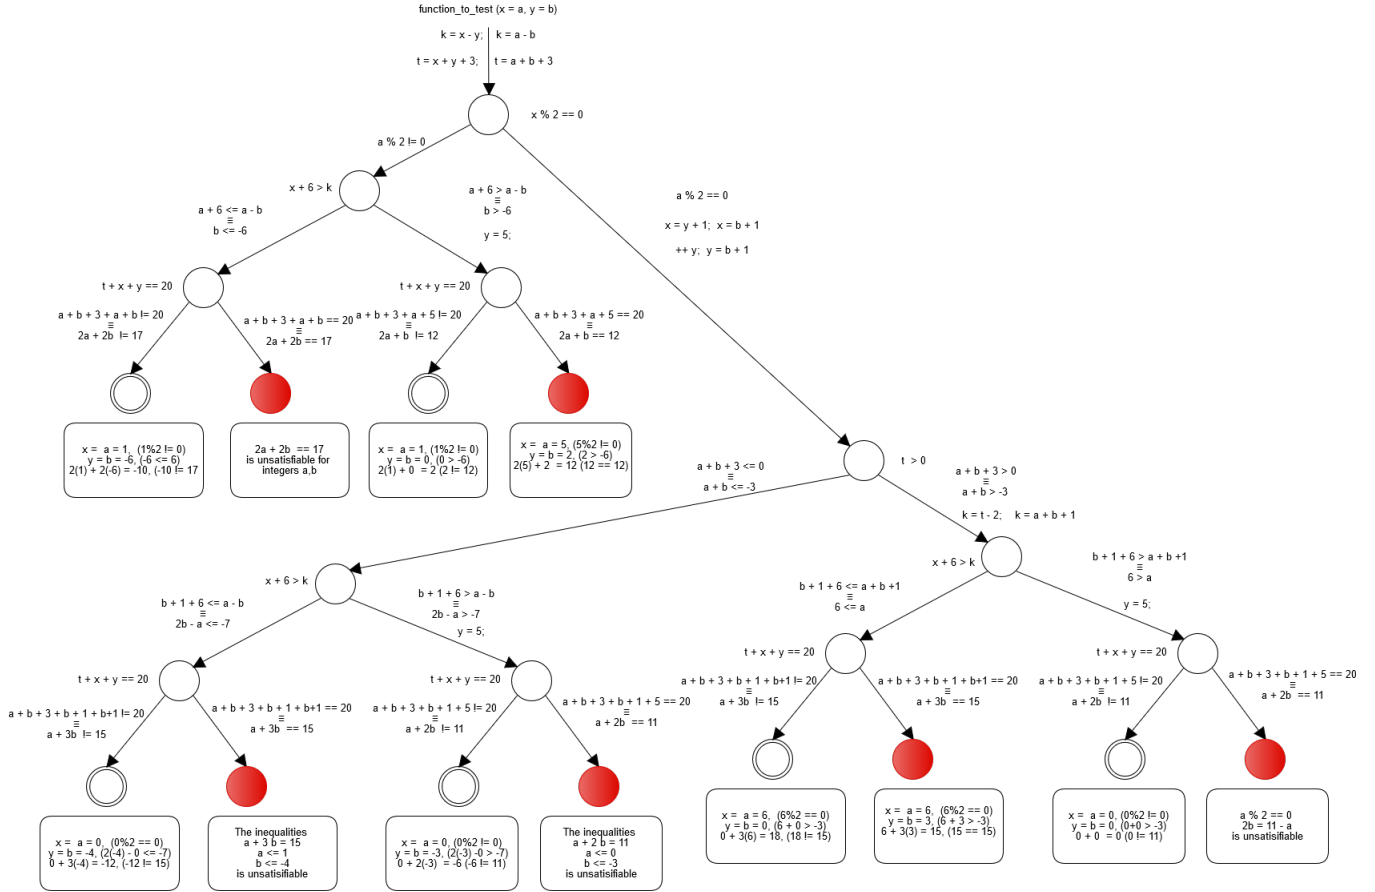 function_to_test (x = a, y = b)
k = x - y; k = a - b
t = x + y + 3; t = a + b + 3
x % 2 == 0
a % 2 != 0
x + 6 > k
a % 2 == 0
x = y + 1; x = b + 1
++ y; y = b + 1
a + 6 <= a - b
≡
b <= -6
a + 6 > a - b
≡
b > -6
y = 5;
t + x + y == 20
t + x + y == 20
a + b + 3 + a + b != 20
≡
2a + 2b != 17
a + b + 3 + a + b == 20
≡
2a + 2b == 17
a + b + 3 + a + 5 != 20
≡
2a + b != 12
a + b + 3 + a + 5 == 20
≡
2a + b == 12
x = a = 1, (1%2 != 0)
y = b = -6, (-6 <= 6)
2(1) + 2(-6) = -10, (-10 != 17
2a + 2b == 17
is unsatisfiable for
integers a,b
x = a = 1, (1%2 != 0)
y = b = 0, (0 > -6)
2(1) + 0 = 2 (2 != 12)
x = a = 5, (5%2 != 0)
y = b = 2, (2 > -6)
2(5) + 2 = 12 (12 == 12)
t > 0
a + b + 3 <= 0
≡
a + b <= -3
a + b + 3 > 0
≡
a + b > -3
k = t - 2; k = a + b + 1
x + 6 > k
x + 6 > k
b + 1 + 6 <= a - b
≡
2b - a <= -7
b + 1 + 6 > a - b
≡
2b - a > -7
y = 5;
b + 1 + 6 <= a + b +1
≡
6 <= a
b + 1 + 6 > a + b +1
≡
6 > a
y = 5;
t + x + y == 20
t + x + y == 20
t + x + y == 20
t + x + y == 20
a + b + 3 + b + 1 + b+1 != 20
≡
a + 3b != 15
a + b + 3 + b + 1 + b+1 == 20
≡
a + 3b == 15
a + b + 3 + b + 1 + 5 != 20
≡
a + 2b != 11
a + b + 3 + b + 1 + 5 == 20
≡
a + 2b == 11
a + b + 3 + b + 1 + b+1 != 20
≡
a + 3b != 15
a + b + 3 + b + 1 + b+1 == 20
≡
a + 3b == 15
a + b + 3 + b + 1 + 5 != 20
≡
a + 2b != 11
a + b + 3 + b + 1 + 5 == 20
≡
a + 2b == 11
x = a = 0, (0%2 == 0)
y = b = -4, (2(-4) - 0 <= -7)
0 + 3(-4) = -12, (-12 != 15)
The inequalities
a + 3 b = 15
a <= 1
b <= -4
is unsatisifiable
x = a = 0, (0%2 != 0)
y = b = -3, (2(-3) -0 > -7)
0 + 2(-3) = -6 (-6 != 11)
The inequalities
a + 2 b = 11
a <= 0
b <= -3
is unsatisifiable
x = a = 6, (6%2 == 0)
y = b = 0, (6 + 0 > -3)
0 + 3(6) = 18, (18 != 15)
x = a = 6, (6%2 == 0)
y = b = 3, (6 + 3 > -3)
6 + 3(3) = 15, (15 == 15)
x = a = 0, (0%2 != 0)
y = b = 0, (0+0 > -3)
0 + 0 = 0 (0 != 11)
a % 2 == 0
2b = 11 - a
is unsatisifiable